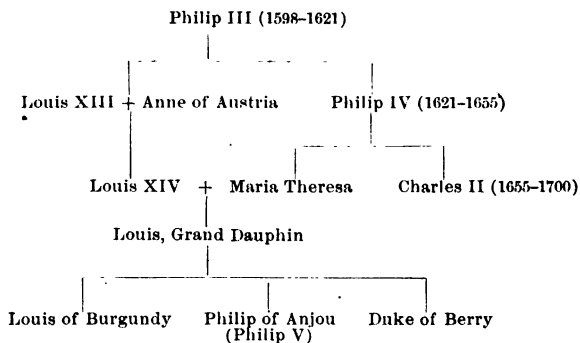 Philip III (1598–1621)
Louis XIII + Anne of Austria Philip IV (1621–1655)
Louis XIV + Maria Theresa Charles II (1655–1700)
Louis, Grand Dauphin
Louis of Burgundy Philip of Anjou Duke of Berry
(Philip V)